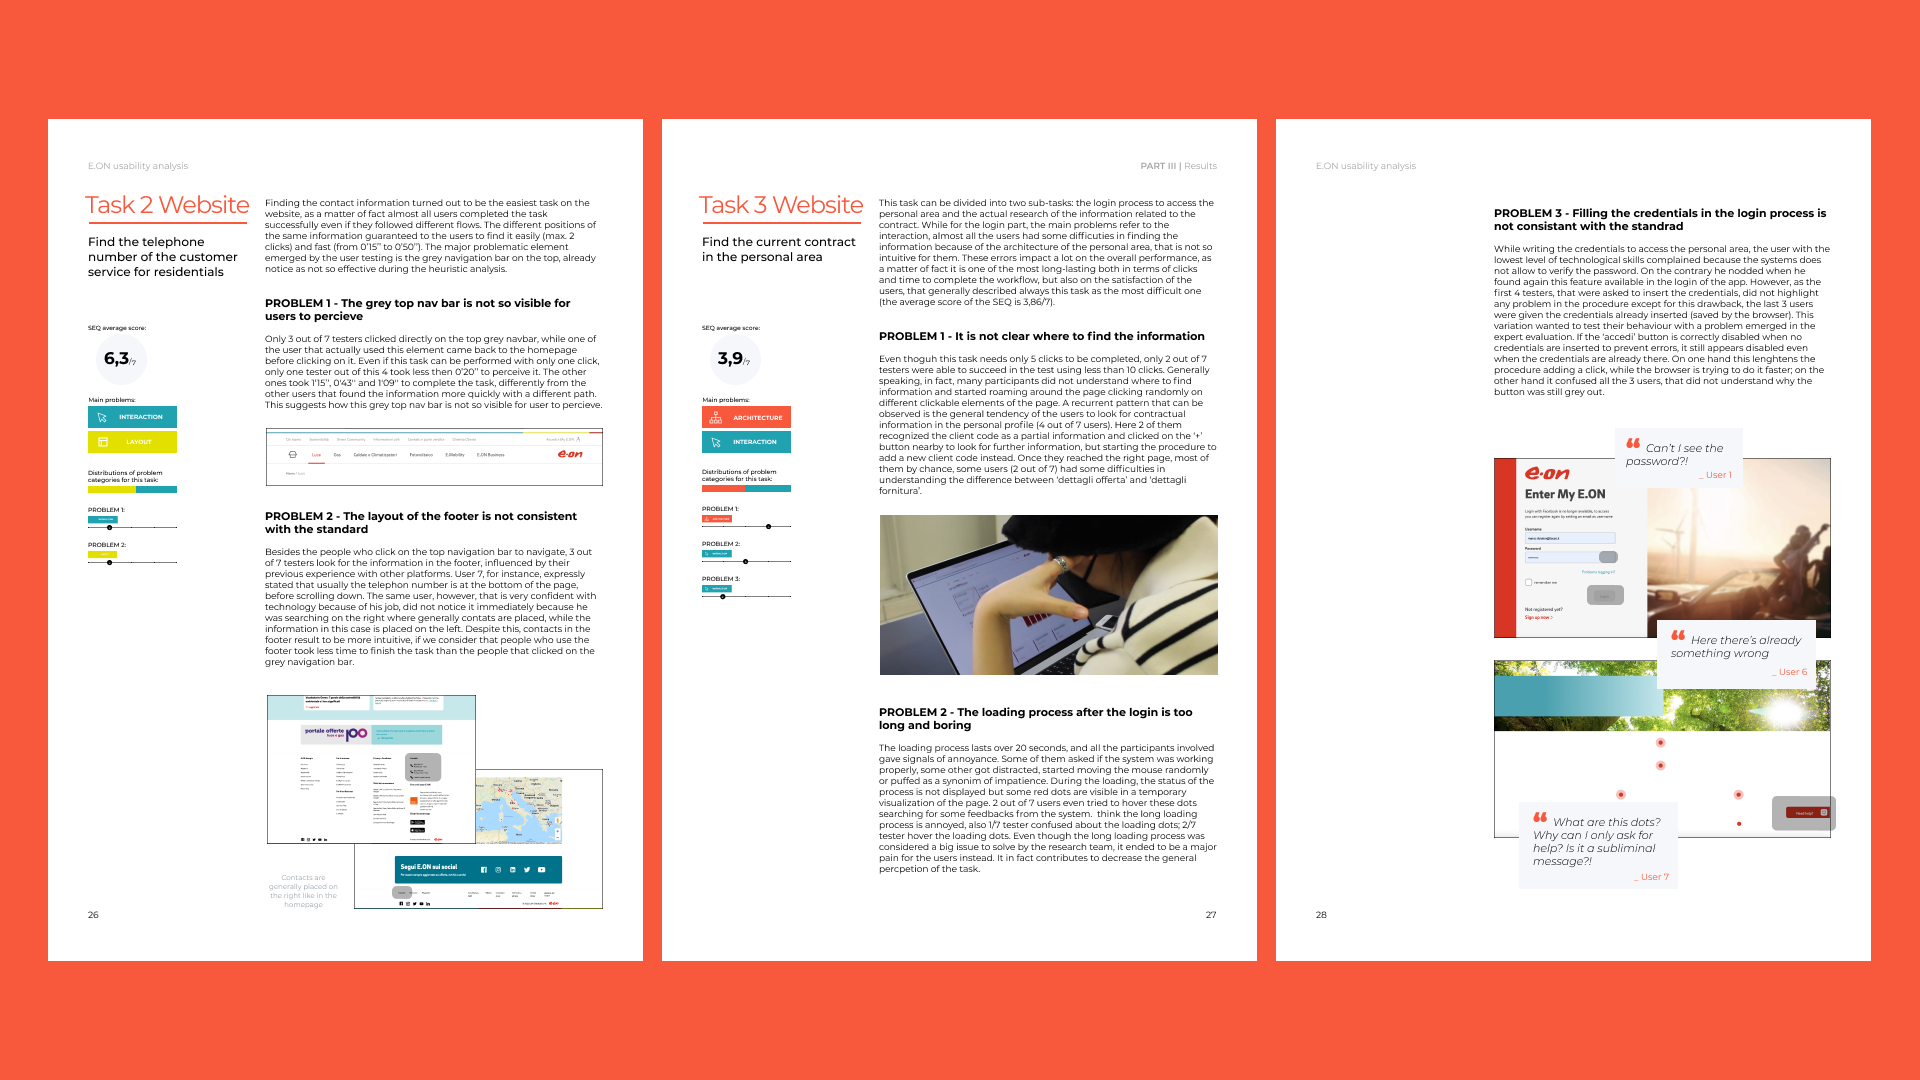 E.ON usability analysis
Task 2 Website
Find the telephone
number of the customer
service for residentials
SEQ average score:
6,3/7
Main problems:
INTERACTION
LAYOUT
Distributions of problem
categories for this task:
PROBLEM 1:
PROBLEM 2:
Finding the contact information turned out to be the easiest task on the
website, as a matter of fact almost all users completed the task
successfully even if they followed different flows. The different positions of
the same information guaranteed to the users to find it easily (max. 2
clicks) and fast (from 0'15'' to 0'50''). The major problematic element
emerged by the user testing is the grey navigation bar on the top, already
notice as not so effective during the heuristic analysis.
PROBLEM 1 - The grey top nav bar is not so visible for
users to percieve
Only 3 out of 7 testers clicked directly on the top grey navbar, while one of
the user that actually used this element came back to the homepage
before clicking on it. Even if this task can be performed with only one click,
only one tester out of this 4 took less then 0'20'' to perceive it. The other
ones took 1'15'', 0'43'' and 1'09'' to complete the task, differently from the
other users that found the information more quickly with a different path.
This suggests how this grey top nav bar is not so visible for user to percieve.
Luce Gas Caldaie e Climatizzatori Fotovoltaico E.Mobility E.ON Business e·on
PROBLEM 2 - The layout of the footer is not consistent
with the standard
Besides the people who click on the top navigation bar to navigate, 3 out
of 7 testers look for the information in the footer, influenced by their
previous experience with other platforms. User 7, for instance, expressly
stated that usually the telephon number is at the bottom of the page,
before scrolling down. The same user, however, that is very confident with
technology because of his job, did not notice it immediately because he
was searching on the right where generally contats are placed, while the
information in this case is placed on the left. Despite this, contacts in the
footer result to be more intuitive, if we consider that people who use the
footer took less time to finish the task than the people that clicked on the
grey navigation bar.
portale offerte
luce e gas
Segui E.ON sui social
Contacts are
generally placed on
the right like in the
homepage
26
PART III | Results
Task 3 Website
Find the current contract
in the personal area
SEQ average score:
3,9/7
Main problems:
ARCHITECTURE
INTERACTION
Distributions of problem
categories for this task:
PROBLEM 1:
PROBLEM 2:
PROBLEM 3:
This task can be divided into two sub-tasks: the login process to access the
personal area and the actual research of the information related to the
contract. While for the login part, the main problems refer to the
interaction, almost all the users had some difficuties in finding the
information because of the architecture of the personal area, that is not so
intuitive for them. These errors impact a lot on the overall performance, as
a matter of fact it is one of the most long-lasting both in terms of clicks
and time to complete the workflow, but also on the satisfaction of the
users, that generally described always this task as the most difficult one
(the average score of the SEQ is 3,86/7).
PROBLEM 1 - It is not clear where to find the information
Even thoguh this task needs only 5 clicks to be completed, only 2 out of 7
testers were able to succeed in the test using less than 10 clicks. Generally
speaking, in fact, many participants did not understand where to find
information and started roaming around the page clicking randomly on
different clickable elements of the page. A recurrent pattern that can be
observed is the general tendency of the users to look for contractual
information in the personal profile (4 out of 7 users). Here 2 of them
recognized the client code as a partial information and clicked on the '+'
button nearby to look for further information, but starting the procedure to
add a new client code instead. Once they reached the right page, most of
them by chance, some users (2 out of 7) had some difficulties in
understanding the difference between 'dettagli offerta' and 'dettagli
fornitura'.
PROBLEM 2 - The loading process after the login is too
long and boring
The loading process lasts over 20 seconds, and all the participants involved
gave signals of annoyance. Some of them asked if the system was working
properly, some other got distracted, started moving the mouse randomly
or puffed as a synonim of impatience. During the loading, the status of the
process is not displayed but some red dots are visible in a temporary
visualization of the page. 2 out of 7 users even tried to hover these dots
searching for some feedbacks from the system.  think the long loading
process is annoyed, also 1/7 tester confused about the loading dots; 2/7
tester hover the loading dots. Even though the long loading process was
considered a big issue to solve by the research team, it ended to be a major
pain for the users instead. It in fact contributes to decrease the general
percpetion of the task.
27
E.ON usability analysis
PROBLEM 3 - Filling the credentials in the login process is
not consistant with the standrad
While writing the credentials to access the personal area, the user with the
lowest level of technological skills complained because the systems does
not allow to verify the password. On the contrary he nodded when he
found again this feature available in the login of the app. However, as the
first 4 testers, that were asked to insert the credentials, did not highlight
any problem in the procedure except for this drawback, the last 3 users
were given the credentials already inserted (saved by the browser). This
variation wanted to test their behaviour with a problem emerged in the
expert evaluation. If the 'accedi' button is correctly disabled when no
credentials are inserted to prevent errors, it still appears disabled even
when the credentials are already there. On one hand this lenghtens the
procedure adding a click, while the browser is trying to do it faster; on the
other hand it confused all the 3 users, that did not understand why the
button was still grey out.
“ Can't I see the
password?!
_ User 1
e·on
Enter My E.ON
Login with Facebook is no longer available, to access
you can register again by setting an email as username
Username
Password
Problems logging in?
remember me
Not registered yet?
Sign up now >
“ Here there's already
something wrong
_ User 6
“ What are this dots?
Why can I only ask for
help? Is it a subliminal
message?!
_ User 7
Need help?
28